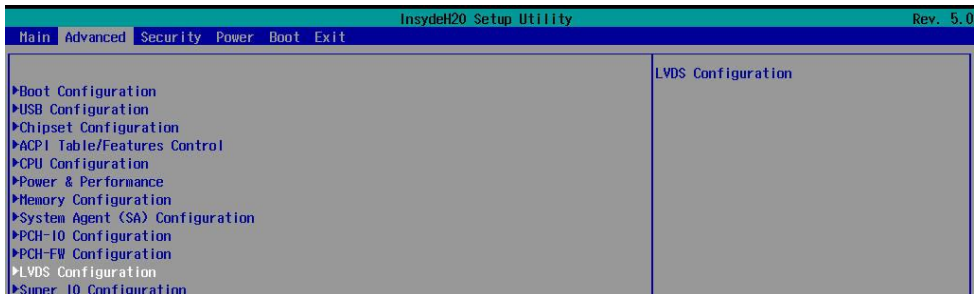 InsydeH20 Setup Utility Rev. 5.0
Main Advanced Security Power Boot Exit
LVDS Configuration
▶Boot Configuration
▶USB Configuration
▶Chipset Configuration
▶ACPI Table/Features Control
▶CPU Configuration
▶Power & Performance
▶Memory Configuration
▶System Agent (SA) Configuration
▶PCH-IO Configuration
▶PCH-FW Configuration
▶LVDS Configuration
▶Super IO Configuration